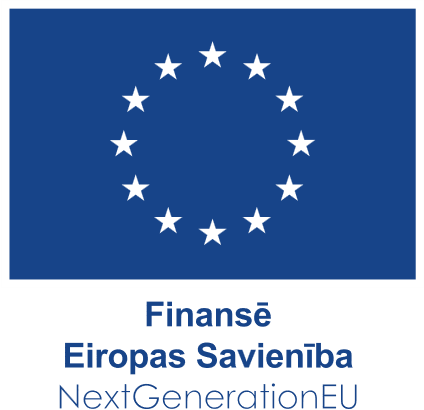 Finansē
Eiropas Savienība
NextGenerationEU